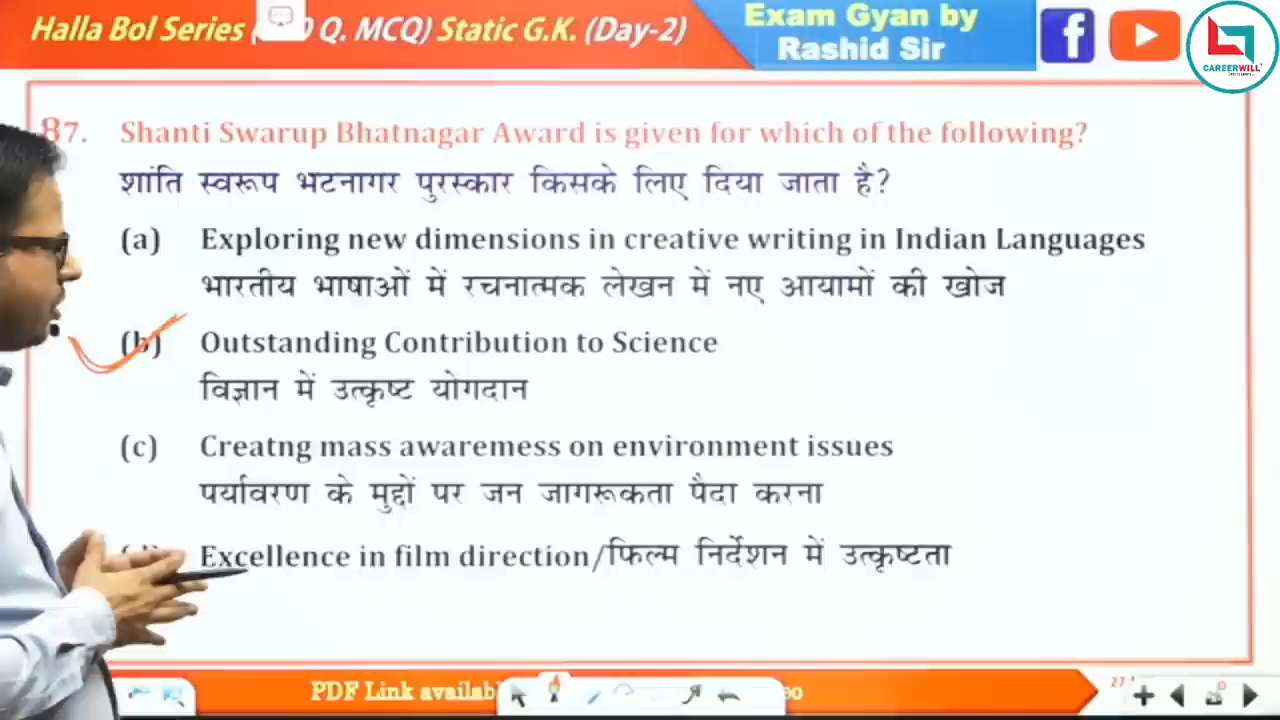 Halla Bol Series Q. MCQ) Static G.K. (Day-2)
Exam Gyan by
Rashid Sir
CAREERWILL
87. Shanti Swarup Bhatnagar Award is given for which of the following?
शांति स्वरूप भटनागर पुरस्कार किसके लिए दिया जाता है?
(a) Exploring new dimensions in creative writing in Indian Languages
भारतीय भाषाओं में रचनात्मक लेखन में नए आयामों की खोज
(b) Outstanding Contribution to Science
विज्ञान में उत्कृष्ट योगदान
(c) Creatng mass awaremess on environment issues
पर्यावरण के मुद्दों पर जन जागरूकता पैदा करना
Excellence in film direction/फिल्म निर्देशन में उत्कृष्टता
PDF Link